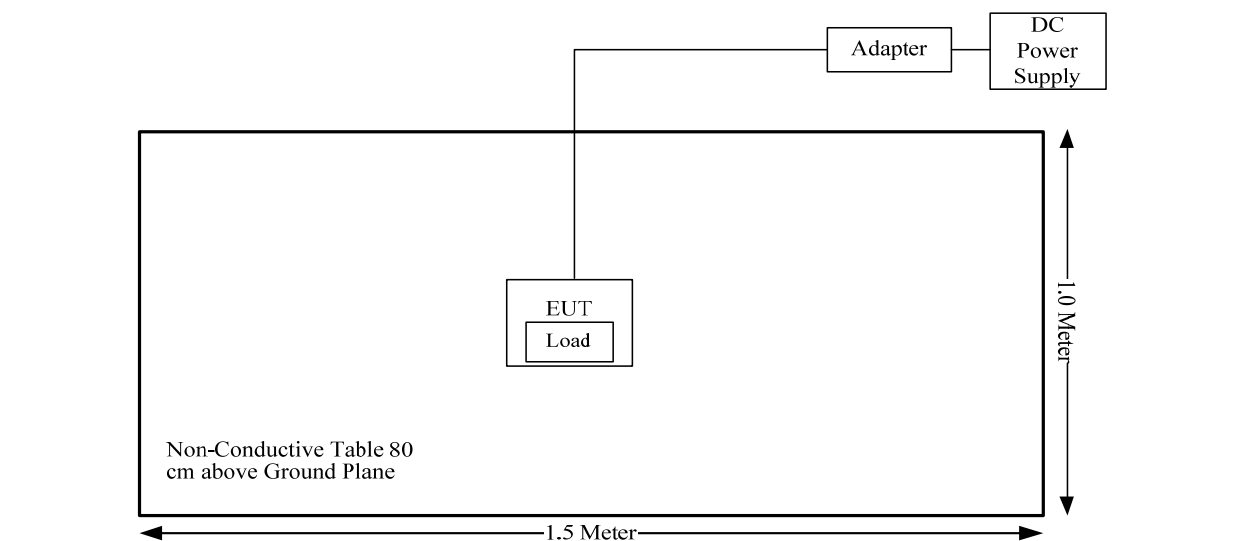 DC
Power
Supply
Adapter
EUT
Load
1.0 Meter
Non-Conductive Table 80
cm above Ground Plane
1.5 Meter